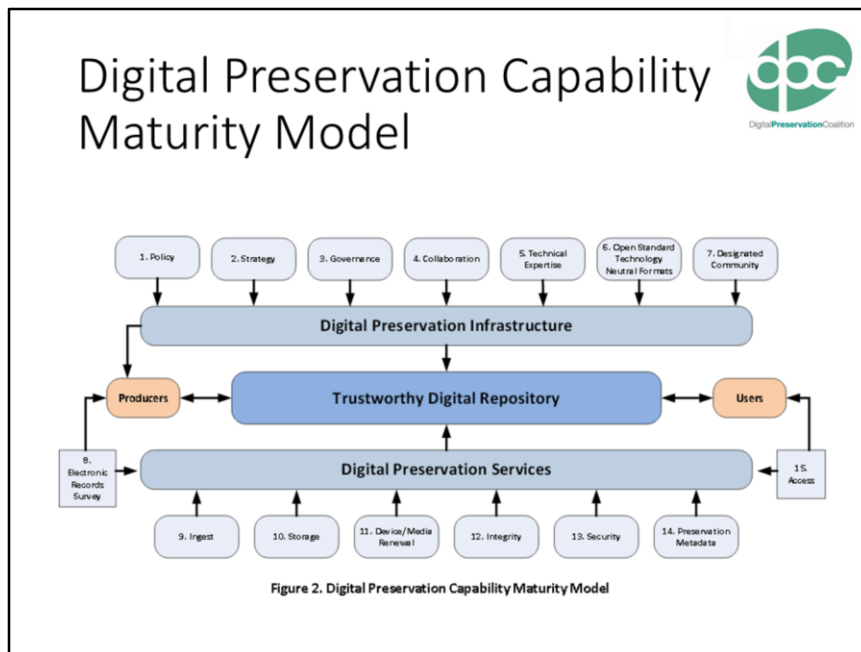 Digital Preservation Capability
Maturity Model
dpc
DigitalPreservationCoalition
1. Policy
2. Strategy
3. Governance
4. Collaboration
5. Technical
Expertise
6. Open Standard
Technology
Neutral Formats
7. Designated
Community
Digital Preservation Infrastructure
Producers
Trustworthy Digital Repository
Users
8.
Electronic
Records
Survey
Digital Preservation Services
15.
Access
9. Ingest
10. Storage
11. Device/Media
Renewal
12. Integrity
13. Security
14. Preservation
Metadata
Figure 2. Digital Preservation Capability Maturity Model